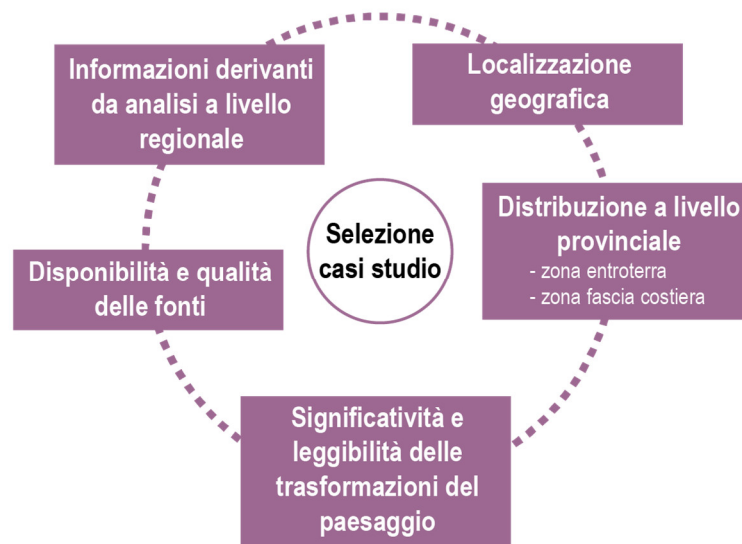 Informazioni derivanti
da analisi a livello
regionale
Localizzazione
geografica
Distribuzione a livello
provinciale
- zona entroterra
- zona fascia costiera
Selezione
casi studio
Disponibilità e qualità
delle fonti
Significatività e
leggibilità delle
trasformazioni del
paesaggio